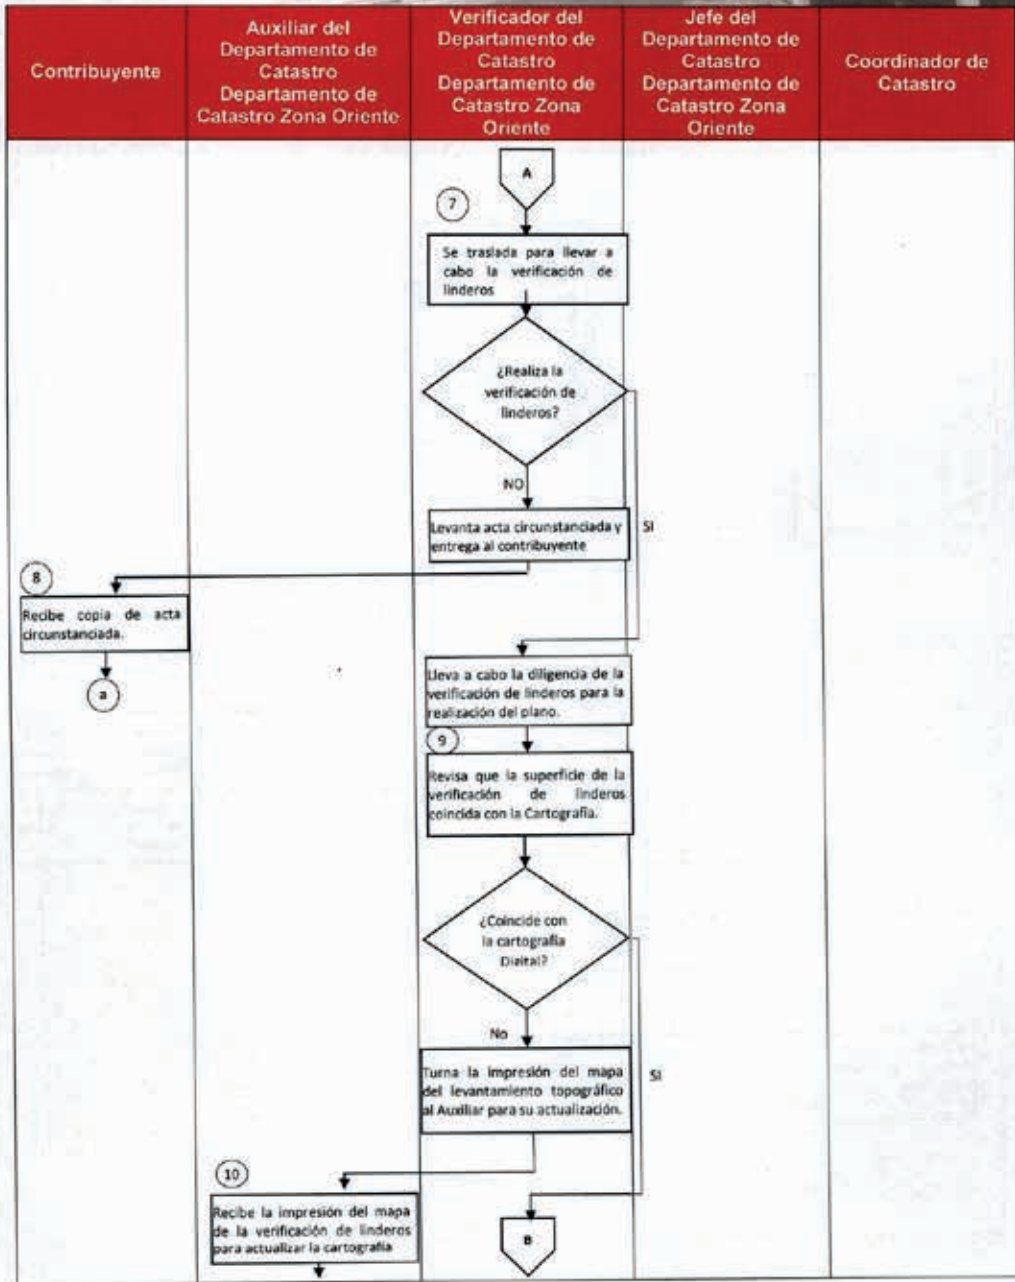 Contribuyente
Auxiliar del
Departamento de
Catastro
Departamento de
Catastro Zona Oriente
Verificador del
Departamento de
Catastro
Departamento de
Catastro Zona
Oriente
Jefe del
Departamento de
Catastro
Departamento de
Catastro Zona
Oriente
Coordinador de
Catastro
A
7
Se traslada para llevar a
cabo la verificación de
linderos
¿Realiza la
verificación de
linderos?
NO
SI
Levanta acta circunstanciada y
entrega al contribuyente
8
Recibe copia de acta
circunstanciada.
a
Lleva a cabo la diligencia de la
verificación de linderos para la
realización del plano.
9
Revisa que la superficie de la
verificación de linderos
coincida con la Cartografía.
¿Coincide con
la cartografía
Digital?
No
SI
Turna la impresión del mapa
del levantamiento topográfico
al Auxiliar para su actualización.
10
Recibe la impresión del mapa
de la verificación de linderos
para actualizar la cartografía
B